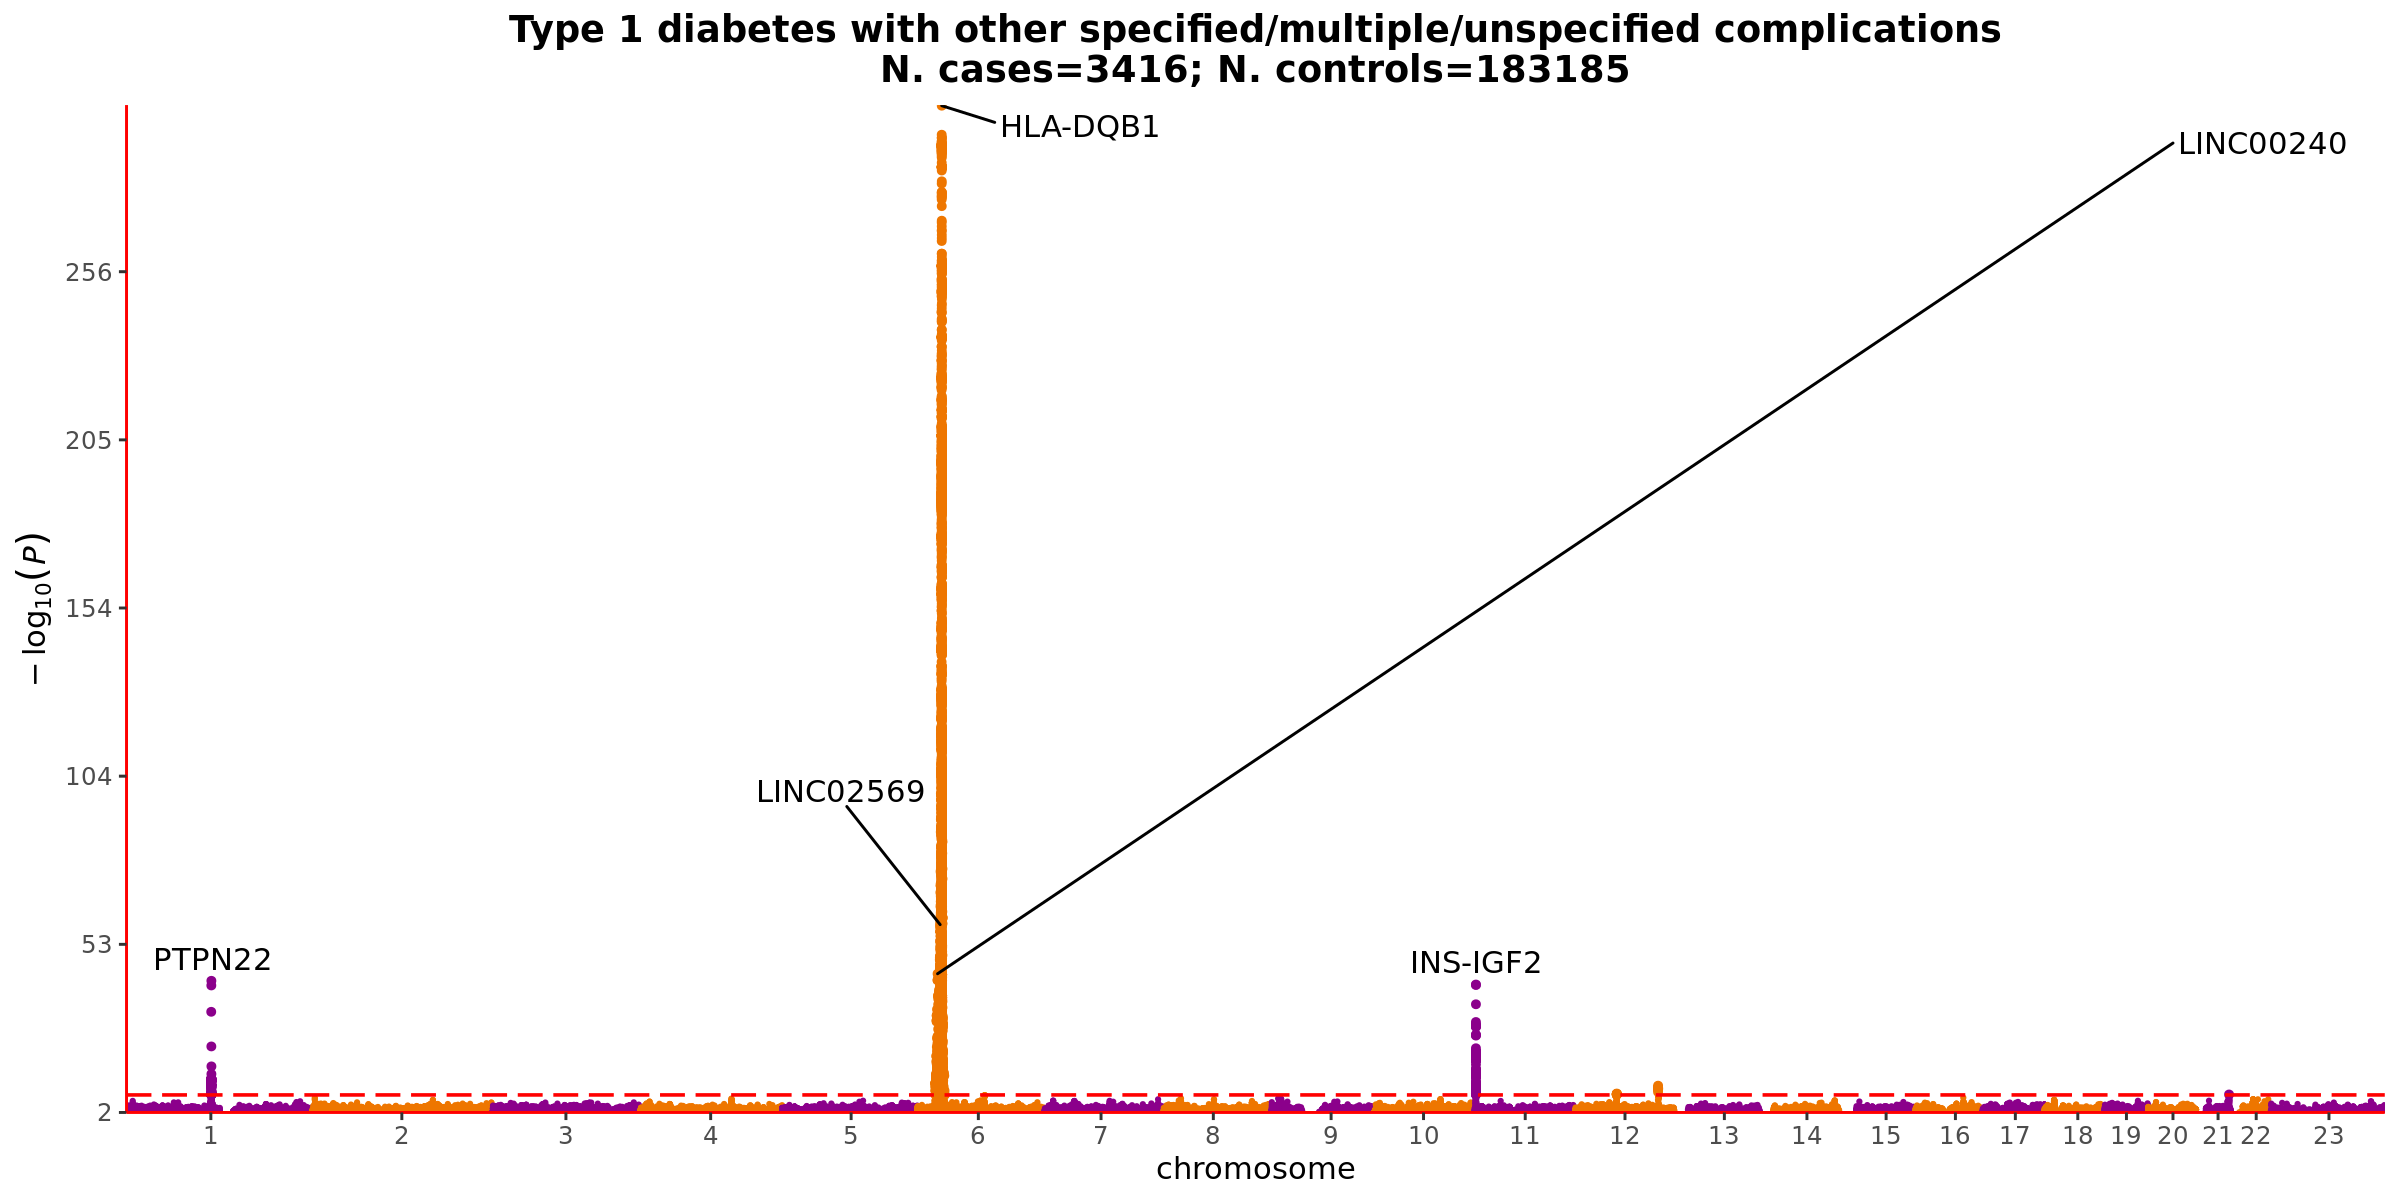 Type 1 diabetes with other specified/multiple/unspecified complications
N. cases=3416; N. controls=183185
HLA-DQB1
LINC00240
256
205
− log10(P)
154
LINC02569
104
53
PTPN22
INS-IGF2
2
1 2 3 4 5 6 7 8 9 10 11 12 13 14 15 16 17 18 19 20 21 22 23
chromosome